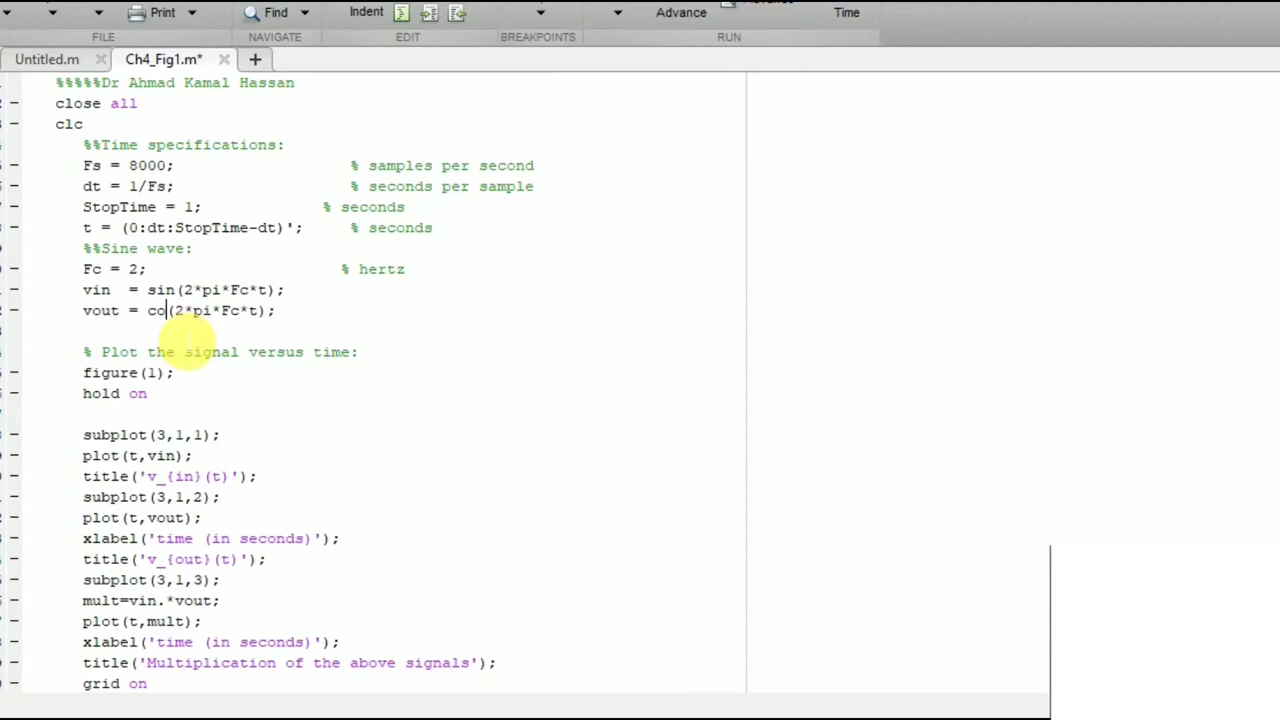 Print Find Indent Advance Time
FILE NAVIGATE EDIT BREAKPOINTS RUN
Untitled.m Ch4_Fig1.m*
%%%%%Dr Ahmad Kamal Hassan
close all
clc
%%Time specifications:
Fs = 8000; % samples per second
dt = 1/Fs; % seconds per sample
StopTime = 1; % seconds
t = (0:dt:StopTime-dt)'; % seconds
%%Sine wave:
Fc = 2; % hertz
vin = sin(2*pi*Fc*t);
vout = co(2*pi*Fc*t);
% Plot the signal versus time:
figure(1);
hold on
subplot(3,1,1);
plot(t,vin);
title('v_{in}(t)');
subplot(3,1,2);
plot(t,vout);
xlabel('time (in seconds)');
title('v_{out}(t)');
subplot(3,1,3);
mult=vin.*vout;
plot(t,mult);
xlabel('time (in seconds)');
title('Multiplication of the above signals');
grid on